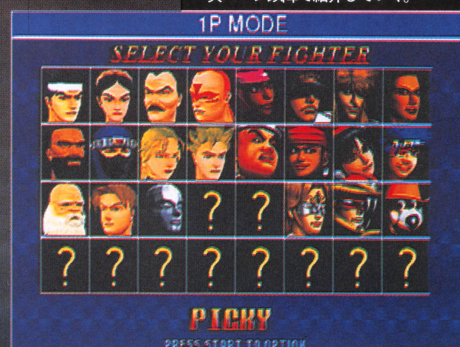 1P MODE
SELECT YOUR FIGHTER
? ?
? ? ? ? ? ? ? ?
PICKY
PRESS START TO OPTION